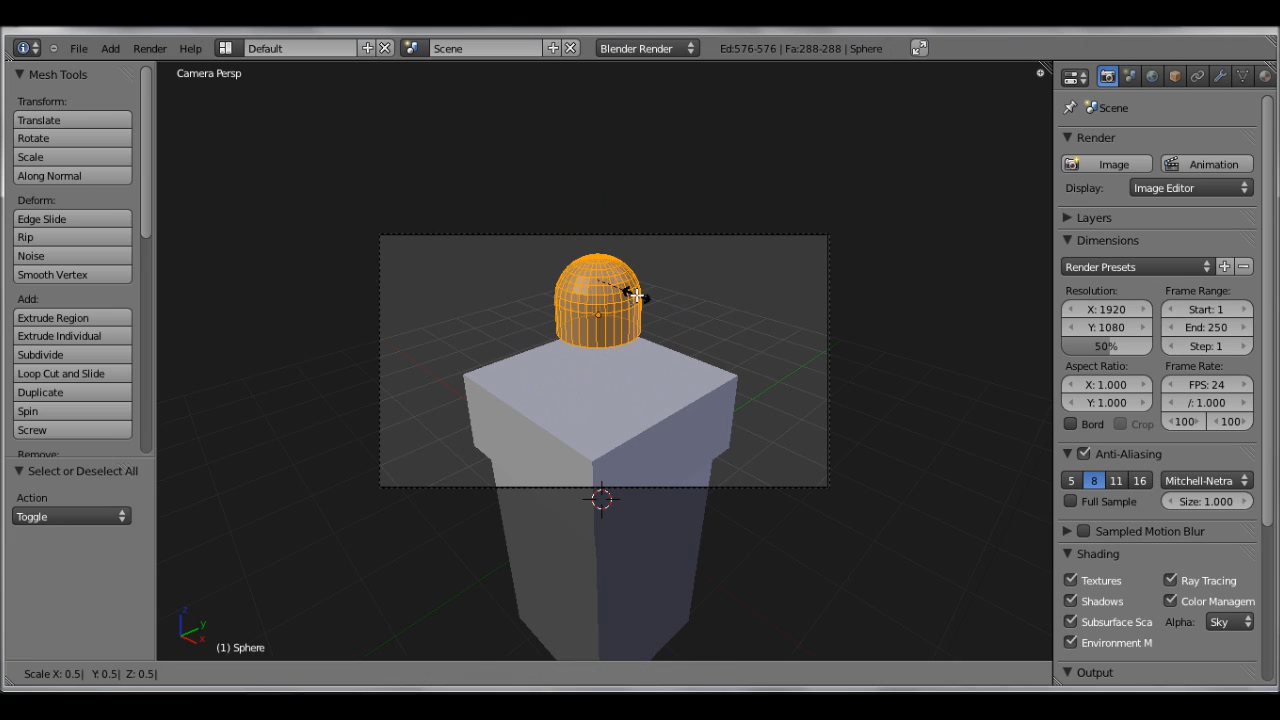 File Add Render Help Default Scene Blender Render Ed:576-576 | Fa:288-288 | Sphere
Mesh Tools
Transform:
Translate
Rotate
Scale
Along Normal
Deform:
Edge Slide
Rip
Noise
Smooth Vertex
Add:
Extrude Region
Extrude Individual
Subdivide
Loop Cut and Slide
Duplicate
Spin
Screw
Remove:
Select or Deselect All
Action
Toggle
Camera Persp
z
y
x
(1) Sphere
Scale X: 0.5| Y: 0.5| Z: 0.5|
Scene
Render
Image Animation
Display: Image Editor
Layers
Dimensions
Render Presets
Resolution: Frame Range:
X: 1920 Start: 1
Y: 1080 End: 250
50% Step: 1
Aspect Ratio: Frame Rate:
X: 1.000 FPS: 24
Y: 1.000 /: 1.000
Bord Crop 100 100
Anti-Aliasing
5 8 11 16 Mitchell-Netra
Full Sample Size: 1.000
Sampled Motion Blur
Shading
Textures Ray Tracing
Shadows Color Managem
Subsurface Sca Alpha: Sky
Environment M
Output